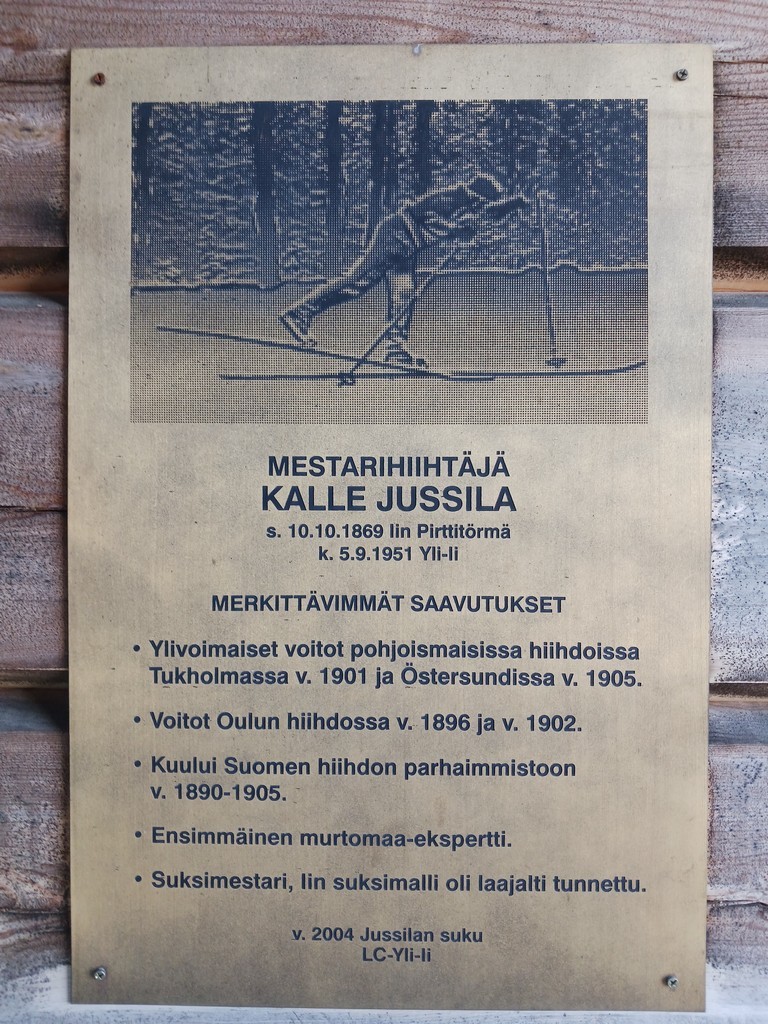 MESTARIHIIHTÄJÄ
KALLE JUSSILA
s. 10.10.1869 Iin Pirttitörmä
k. 5.9.1951 Yli-Ii
MERKITTÄVIMMÄT SAAVUTUKSET
• Ylivoimaiset voitot pohjoismaisissa hiihdoissa
Tukholmassa v. 1901 ja Östersundissa v. 1905.
• Voitot Oulun hiihdossa v. 1896 ja v. 1902.
• Kuului Suomen hiihdon parhaimmistoon
v. 1890-1905.
• Ensimmäinen murtomaa-ekspertti.
• Suksimestari, Iin suksimalli oli laajalti tunnettu.
v. 2004 Jussilan suku
LC-Yli-Ii